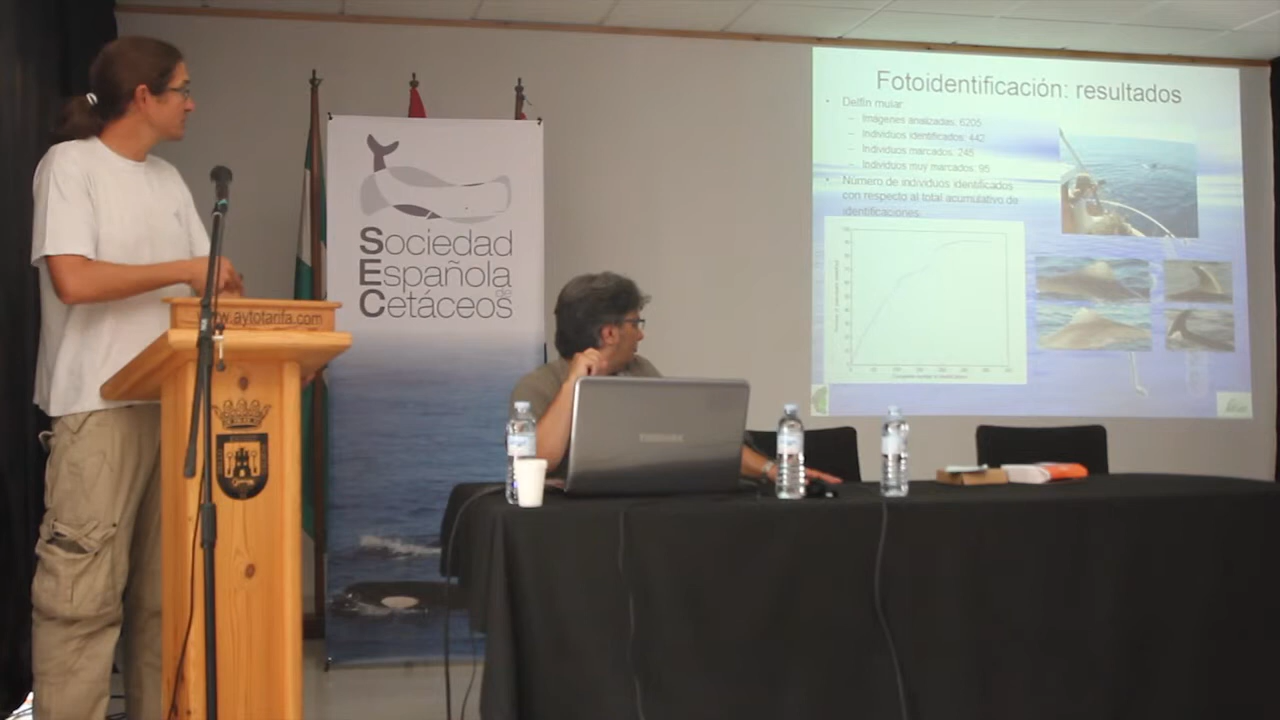 Fotoidentificación: resultados
• Delfín mular
– Imágenes analizadas: 6205
– Individuos identificados: 442
– Individuos marcados: 245
– Individuos muy marcados: 95
• Número de individuos identificados
con respecto al total acumulativo de
identificaciones
Sociedad
Española
de
Cetáceos
www.aytotarifa.com
TOSHIBA